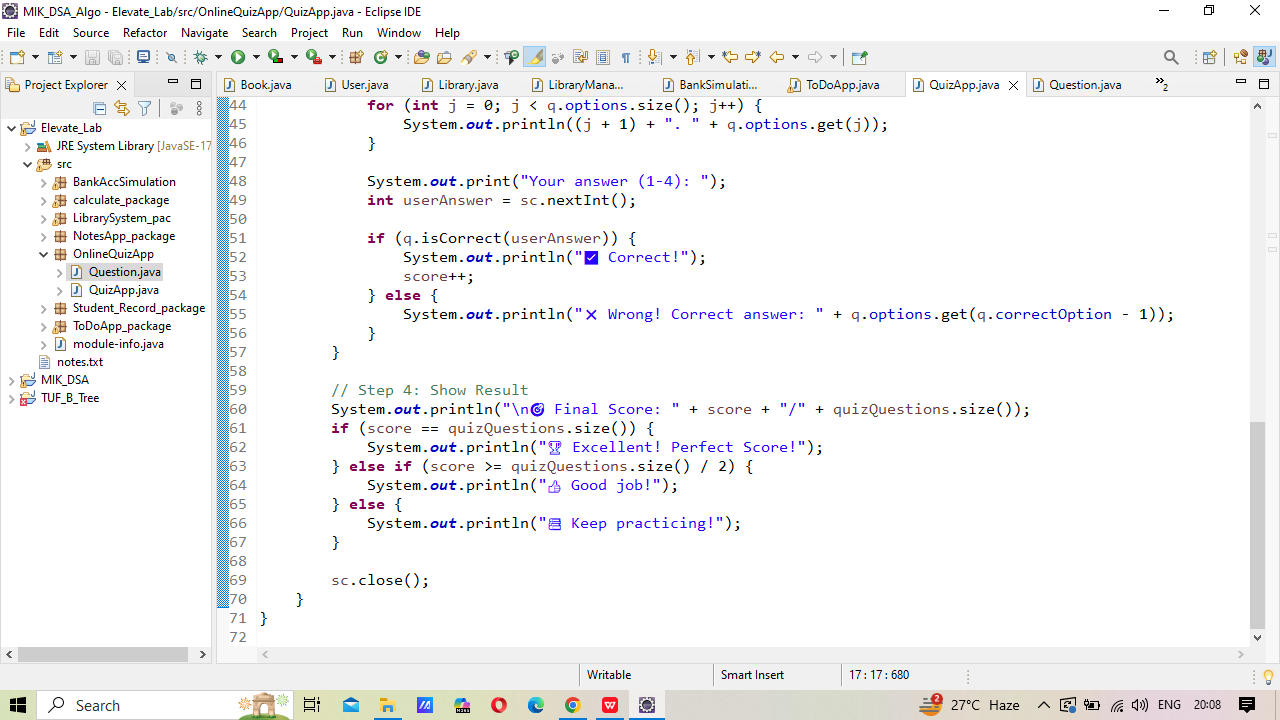 MIK_DSA_Algo - Elevate_Lab/src/OnlineQuizApp/QuizApp.java - Eclipse IDE
File Edit Source Refactor Navigate Search Project Run Window Help
Project Explorer
Book.java User.java Library.java LibraryMana... BankSimulati... ToDoApp.java QuizApp.java Question.java »2
Elevate_Lab
JRE System Library [JavaSE-17
src
BankAccSimulation
calculate_package
LibrarySystem_pac
NotesApp_package
OnlineQuizApp
Question.java
QuizApp.java
Student_Record_package
ToDoApp_package
module-info.java
notes.txt
MIK_DSA
TUF_B_Tree
44 for (int j = 0; j < q.options.size(); j++) {
45 System.out.println((j + 1) + ". " + q.options.get(j));
46 }
47
48 System.out.print("Your answer (1-4): ");
49 int userAnswer = sc.nextInt();
50
51 if (q.isCorrect(userAnswer)) {
52 System.out.println("✅ Correct!");
53 score++;
54 } else {
55 System.out.println("❌ Wrong! Correct answer: " + q.options.get(q.correctOption - 1));
56 }
57 }
58
59 // Step 4: Show Result
60 System.out.println("\n🎯 Final Score: " + score + "/" + quizQuestions.size());
61 if (score == quizQuestions.size()) {
62 System.out.println("🏆 Excellent! Perfect Score!");
63 } else if (score >= quizQuestions.size() / 2) {
64 System.out.println("👍 Good job!");
65 } else {
66 System.out.println("📚 Keep practicing!");
67 }
68
69 sc.close();
70 }
71 }
72
Writable Smart Insert 17 : 17 : 680
Search 2 27°C Haze ENG 20:08